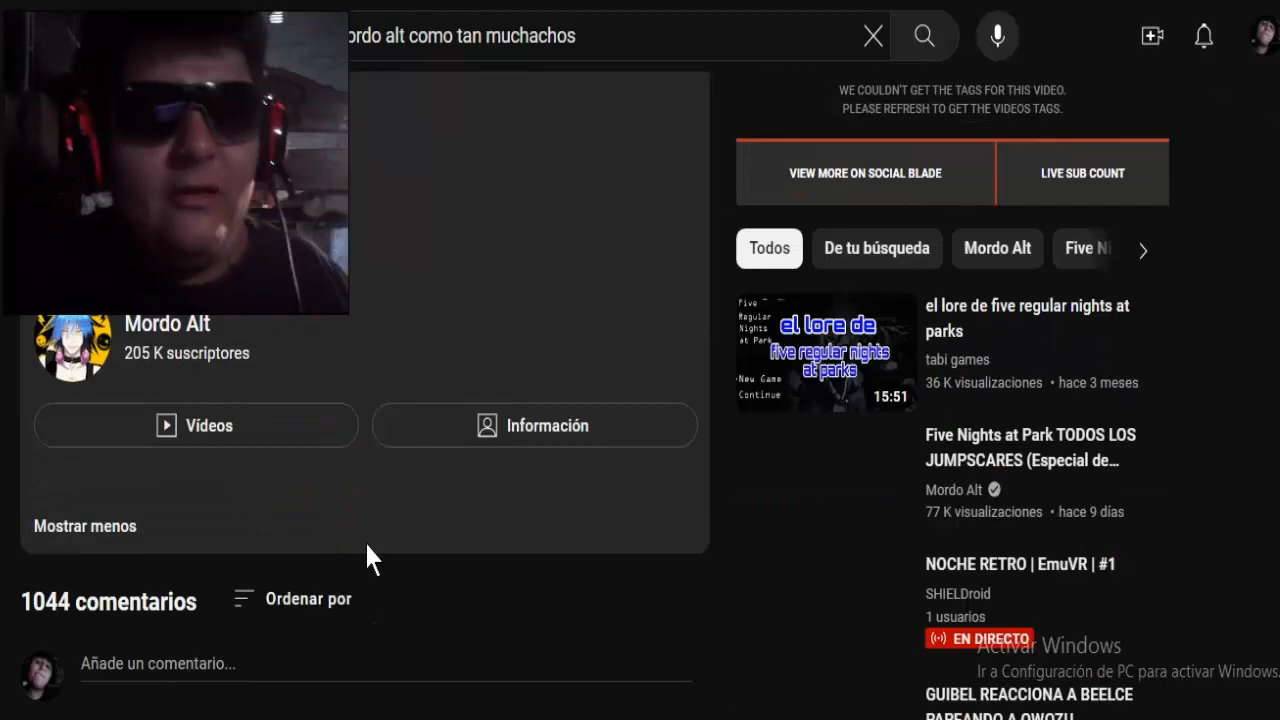 ordo alt como tan muchachos
WE COULDN'T GET THE TAGS FOR THIS VIDEO.
PLEASE REFRESH TO GET THE VIDEOS TAGS.
VIEW MORE ON SOCIAL BLADE
LIVE SUB COUNT
Todos
De tu búsqueda
Mordo Alt
Five Ni
Mordo Alt
205 K suscriptores
Vídeos
Información
Mostrar menos
1044 comentarios
Ordenar por
Añade un comentario...
Five
Regular
Nights
at Park
el lore de
five regular nights
at parks
New Game
Continue
15:51
el lore de five regular nights at
parks
tabi games
36 K visualizaciones • hace 3 meses
Five Nights at Park TODOS LOS
JUMPSCARES (Especial de...
Mordo Alt
77 K visualizaciones • hace 9 días
NOCHE RETRO | EmuVR | #1
SHIELDroid
1 usuarios
EN DIRECTO
Activar Windows
Ir a Configuración de PC para activar Windows.
GUIBEL REACCIONA A BEELCE
PAPEANDO A OWOZU